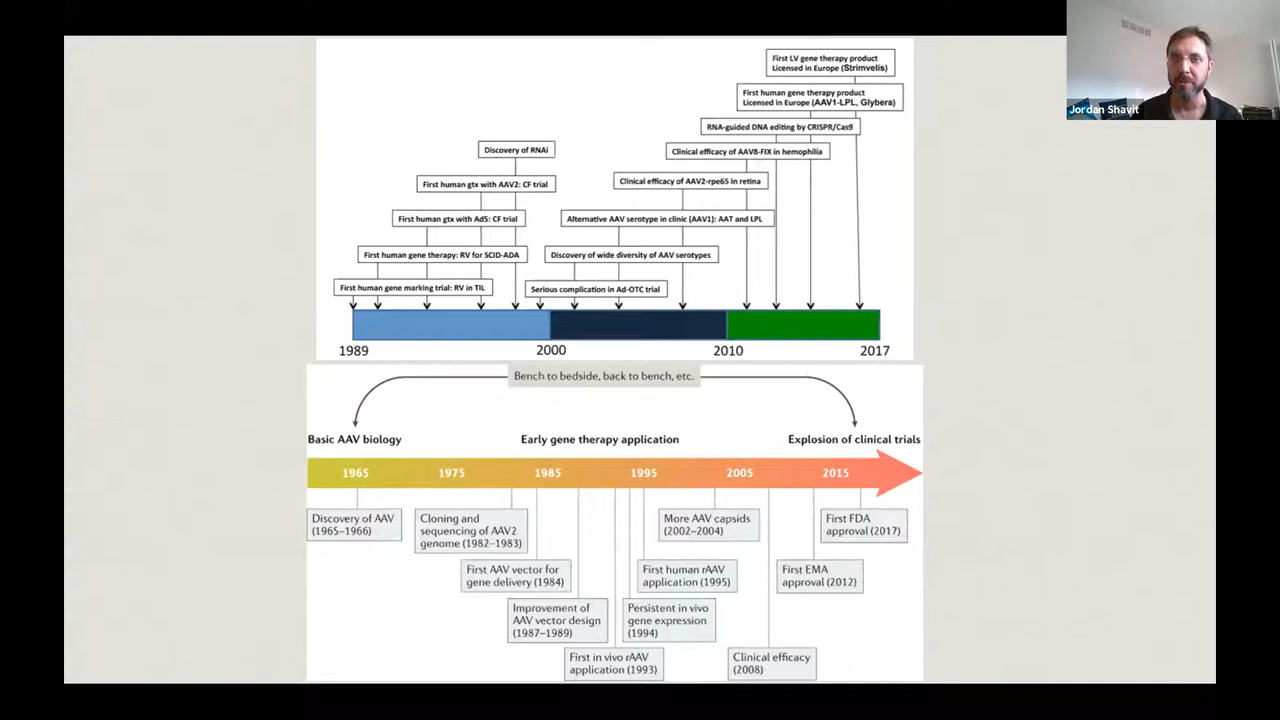 First LV gene therapy product
Licensed in Europe (Strimvelis)
First human gene therapy product
Licensed in Europe (AAV1-LPL, Glybera)
RNA-guided DNA editing by CRISPR/Cas9
Clinical efficacy of AAV8-FIX in hemophilia
Discovery of RNAi
Clinical efficacy of AAV2-rpe65 in retina
First human gtx with AAV2: CF trial
Alternative AAV serotype in clinic (AAV1): AAT and LPL
First human gtx with Ad5: CF trial
Discovery of wide diversity of AAV serotypes
First human gene therapy: RV for SCID-ADA
Serious complication in Ad-OTC trial
First human gene marking trial: RV in TIL
1989 2000 2010 2017
Bench to bedside, back to bench, etc.
Basic AAV biology Early gene therapy application Explosion of clinical trials
1965 1975 1985 1995 2005 2015
Discovery of AAV
(1965–1966)
Cloning and
sequencing of AAV2
genome (1982–1983)
More AAV capsids
(2002–2004)
First FDA
approval (2017)
First AAV vector for
gene delivery (1984)
First human rAAV
application (1995)
First EMA
approval (2012)
Improvement of
AAV vector design
(1987–1989)
Persistent in vivo
gene expression
(1994)
First in vivo rAAV
application (1993)
Clinical efficacy
(2008)
Jordan Shavit